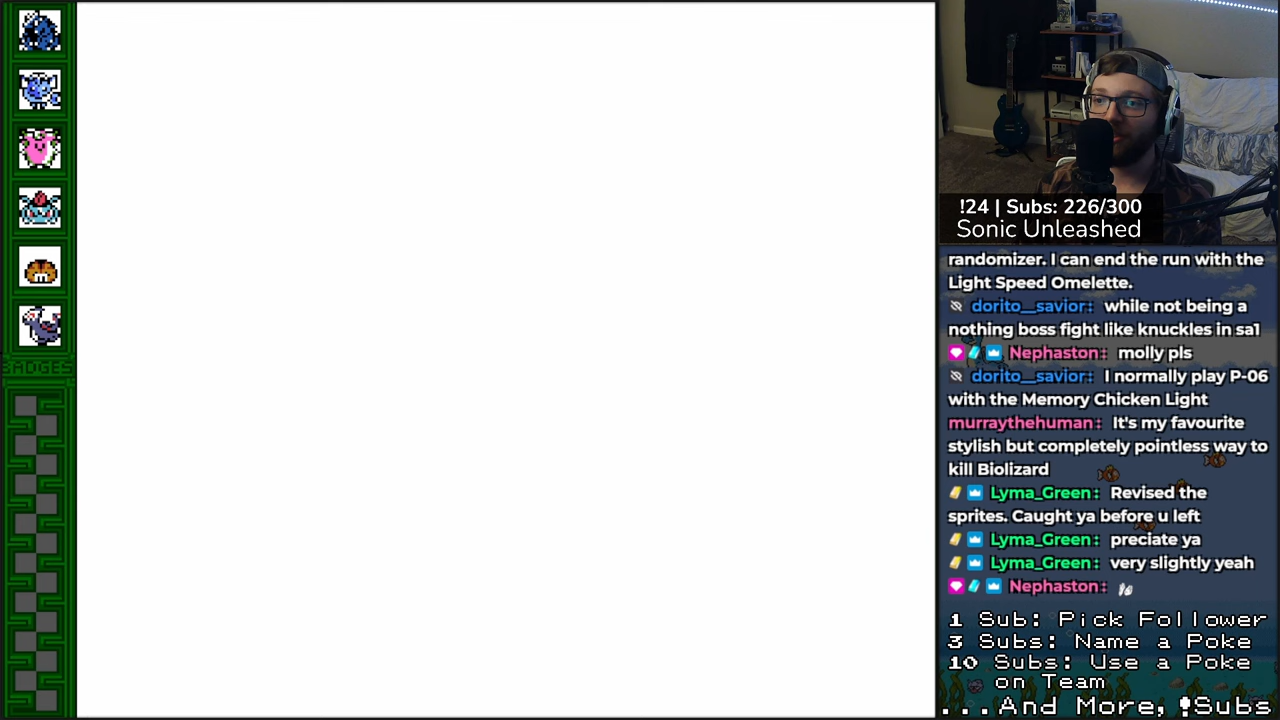 BADGES
!24 | Subs: 226/300
Sonic Unleashed
randomizer. I can end the run with the
Light Speed Omelette.
dorito__savior: while not being a
nothing boss fight like knuckles in sa1
Nephaston: molly pls
dorito__savior: I normally play P-06
with the Memory Chicken Light
murraythehuman: It's my favourite
stylish but completely pointless way to
kill Biolizard
Lyma_Green: Revised the
sprites. Caught ya before u left
Lyma_Green: preciate ya
Lyma_Green: very slightly yeah
Nephaston:
1 Sub: Pick Follower
3 Subs: Name a Poke
10 Subs: Use a Poke
on Team
...And More, !Subs